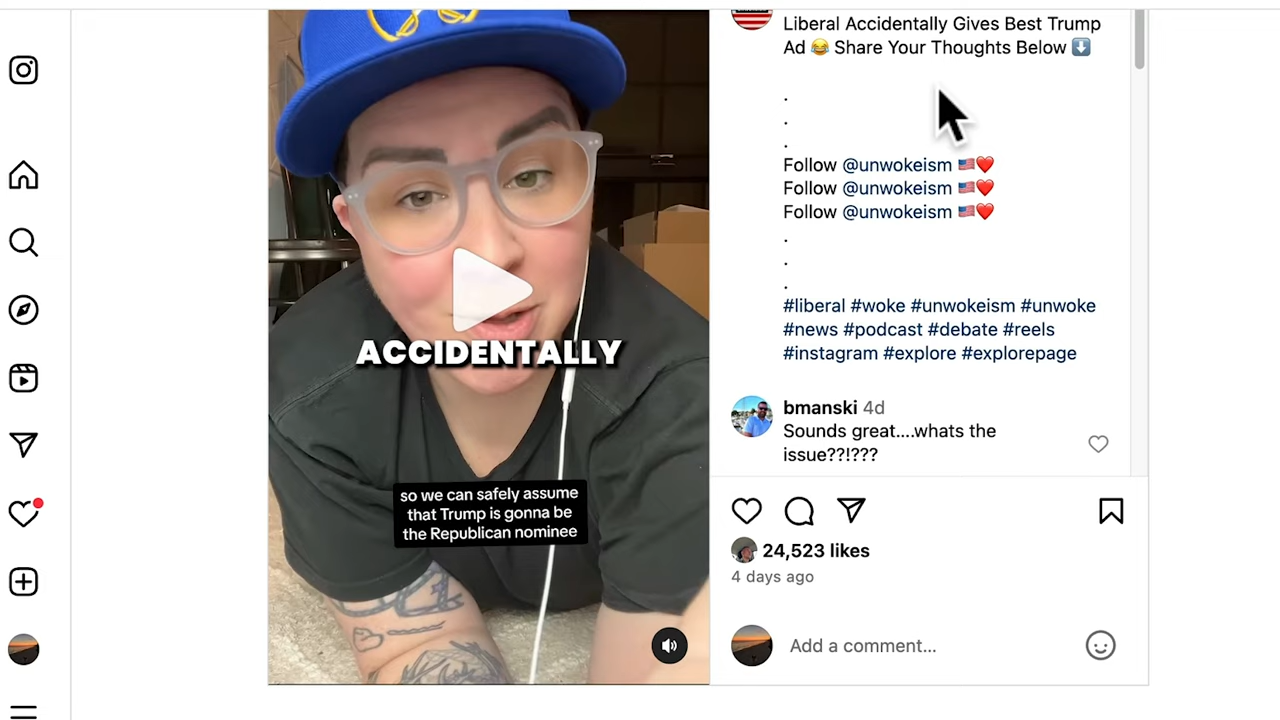 Liberal Accidentally Gives Best Trump
Ad 😂 Share Your Thoughts Below ⬇️
.
.
.
Follow @unwokeism 🇺🇸❤️
Follow @unwokeism 🇺🇸❤️
Follow @unwokeism 🇺🇸❤️
.
.
.
#liberal #woke #unwokeism #unwoke
#news #podcast #debate #reels
#instagram #explore #explorepage
bmanski 4d
Sounds great....whats the
issue??!???
ACCIDENTALLY
so we can safely assume
that Trump is gonna be
the Republican nominee
24,523 likes
4 days ago
Add a comment...